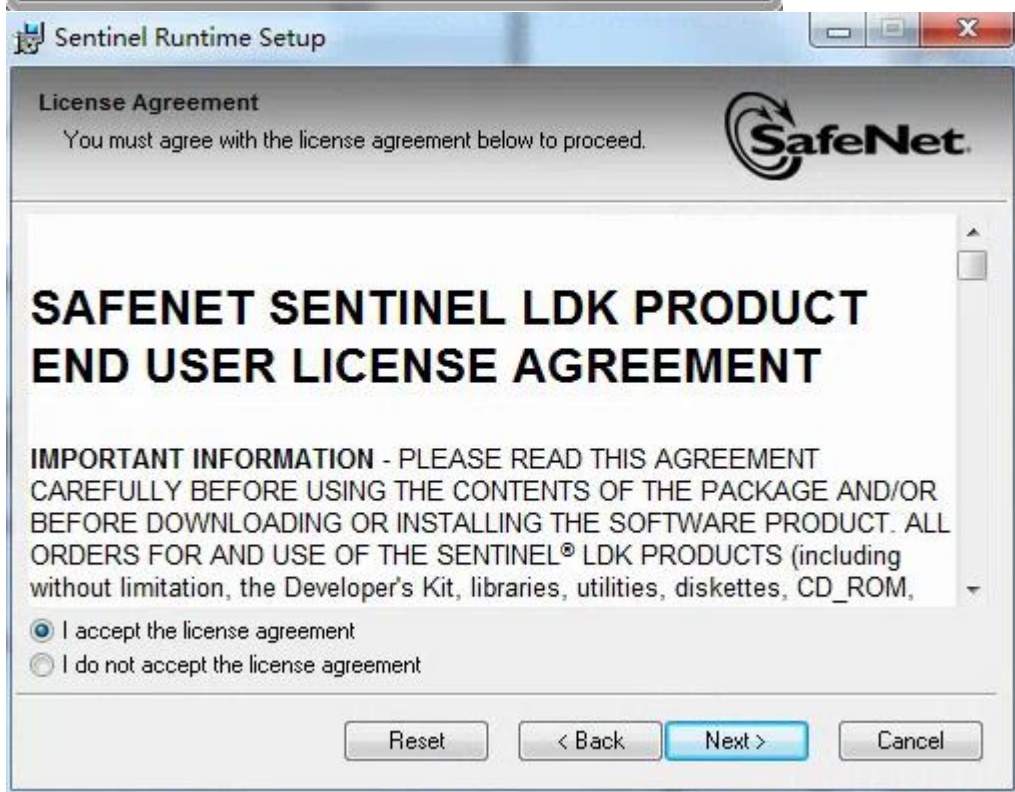 Sentinel Runtime Setup
License Agreement
You must agree with the license agreement below to proceed.
SafeNet.
SAFENET SENTINEL LDK PRODUCT
END USER LICENSE AGREEMENT
IMPORTANT INFORMATION - PLEASE READ THIS AGREEMENT
CAREFULLY BEFORE USING THE CONTENTS OF THE PACKAGE AND/OR
BEFORE DOWNLOADING OR INSTALLING THE SOFTWARE PRODUCT. ALL
ORDERS FOR AND USE OF THE SENTINEL® LDK PRODUCTS (including
without limitation, the Developer's Kit, libraries, utilities, diskettes, CD_ROM,
I accept the license agreement
I do not accept the license agreement
Reset < Back Next > Cancel